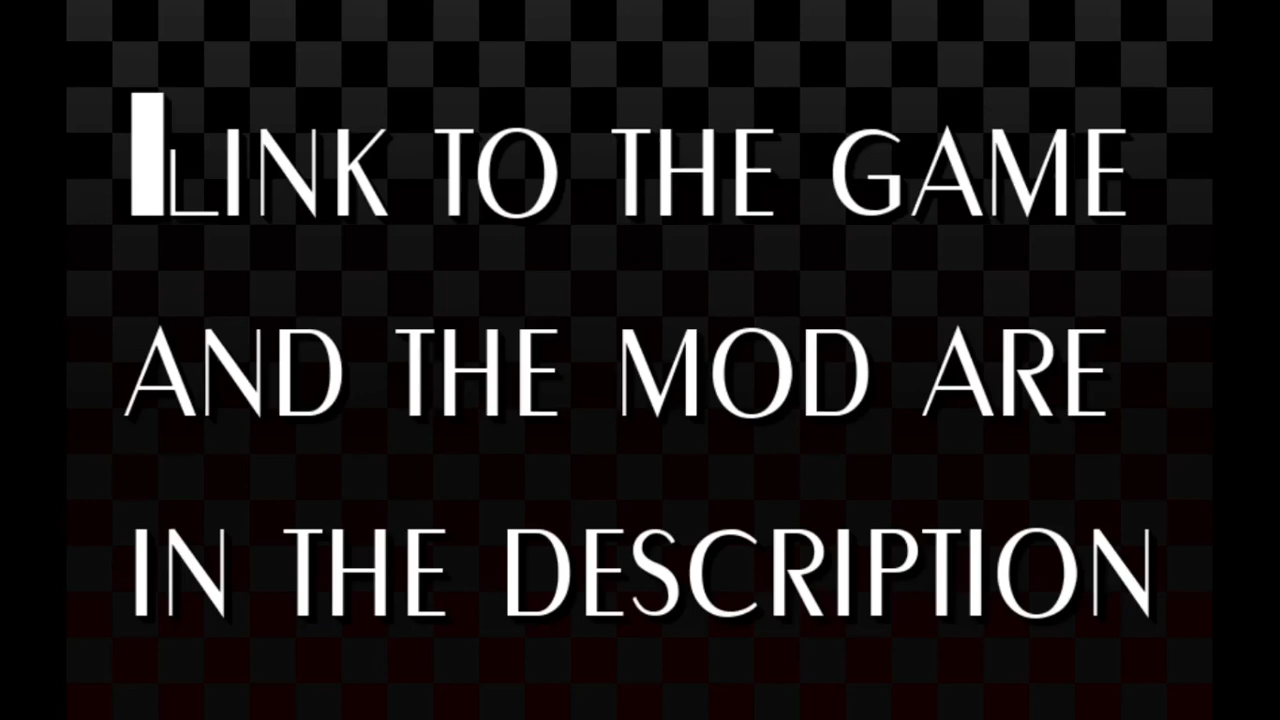 Link to the game
and the mod are
in the description